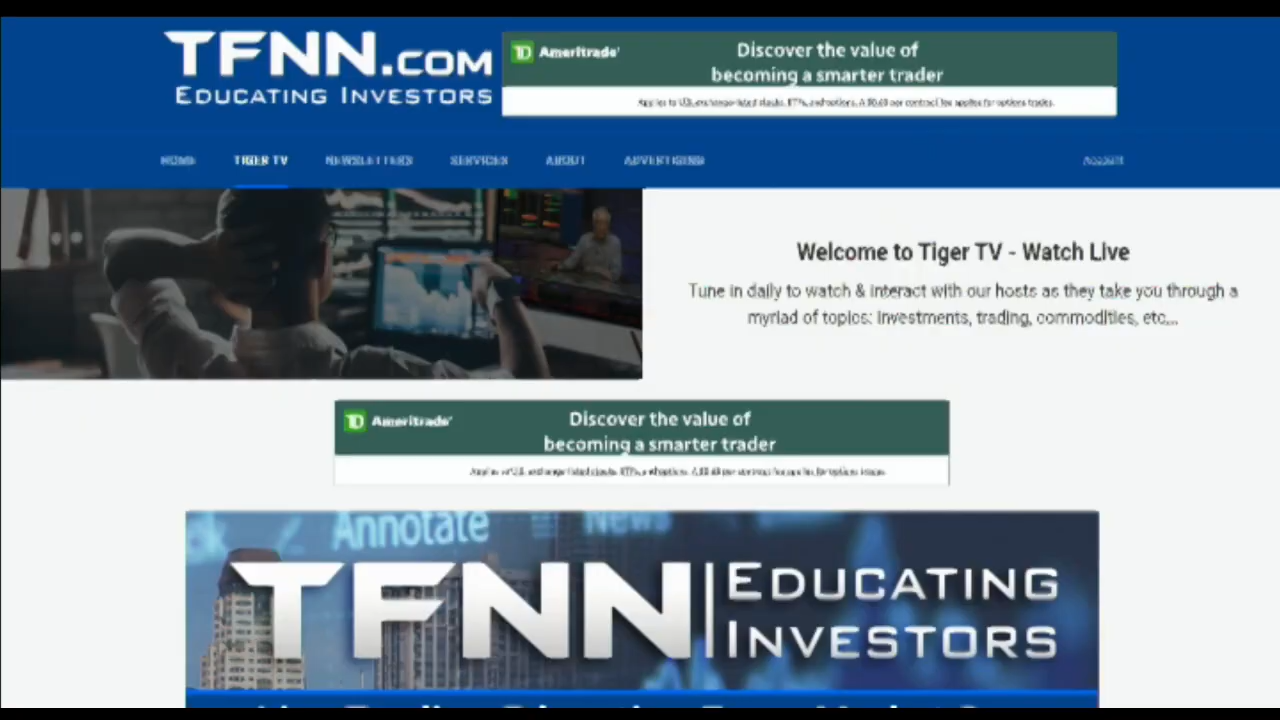 TFNN.COM
EDUCATING INVESTORS
TD Ameritrade
Discover the value of
becoming a smarter trader
HOME TIGER TV NEWSLETTERS SERVICES ABOUT ADVERTISING
Welcome to Tiger TV - Watch Live
Tune in daily to watch & interact with our hosts as they take you through a
myriad of topics: investments, trading, commodities, etc...
TD Ameritrade
Discover the value of
becoming a smarter trader
Annotate News
TFNN EDUCATING
INVESTORS